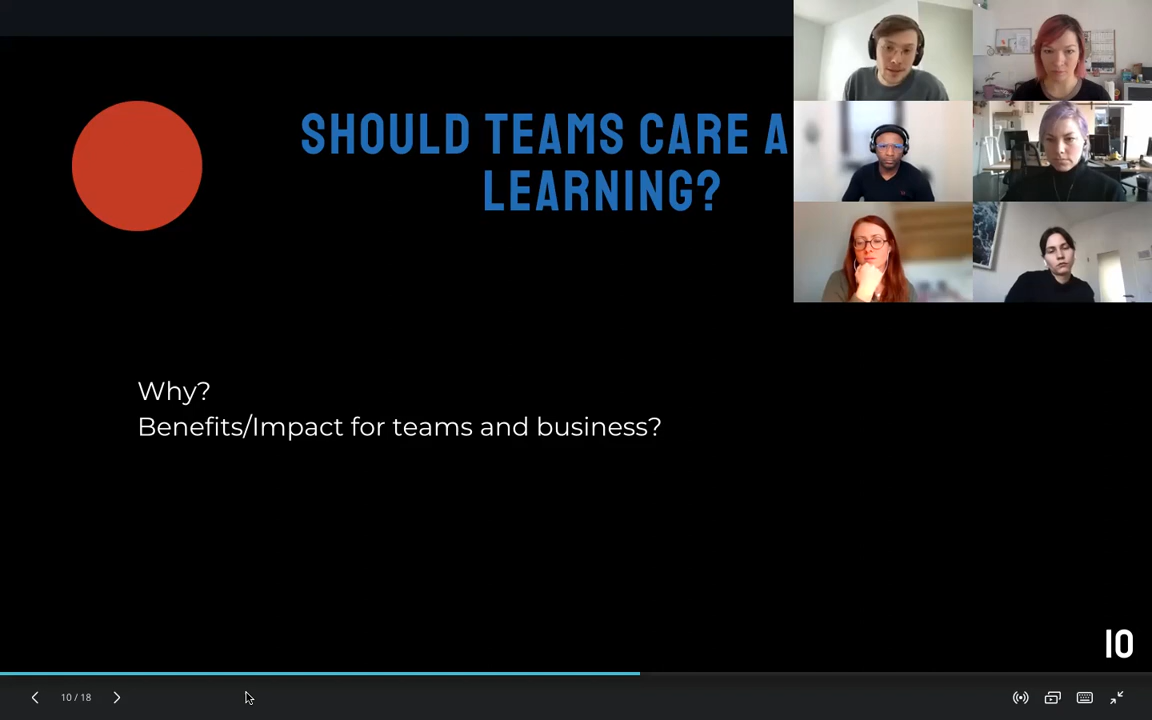 SHOULD TEAMS CARE A
LEARNING?
Why?
Benefits/Impact for teams and business?
10
10 / 18